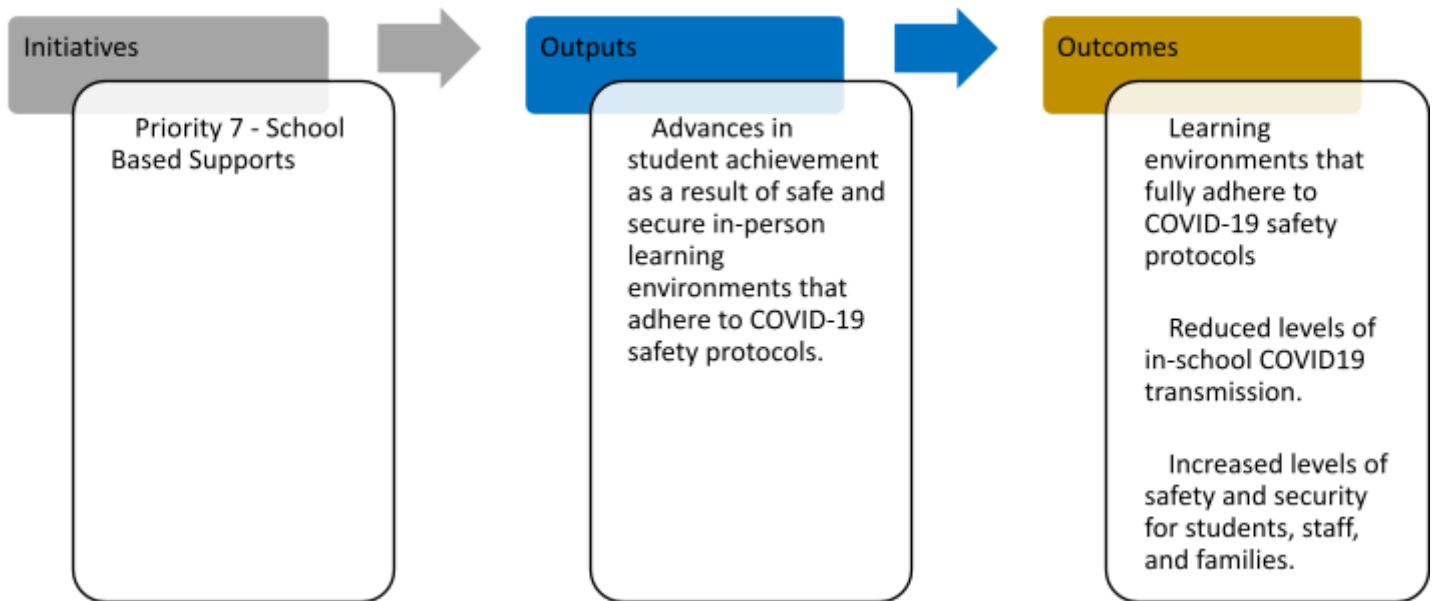 Initiatives
Priority 7 - School
Based Supports
Outputs
Advances in
student achievement
as a result of safe and
secure in-person
learning
environments that
adhere to COVID-19
safety protocols.
Outcomes
Learning
environments that
fully adhere to
COVID-19 safety
protocols
Reduced levels of
in-school COVID19
transmission.
Increased levels of
safety and security
for students, staff,
and families.